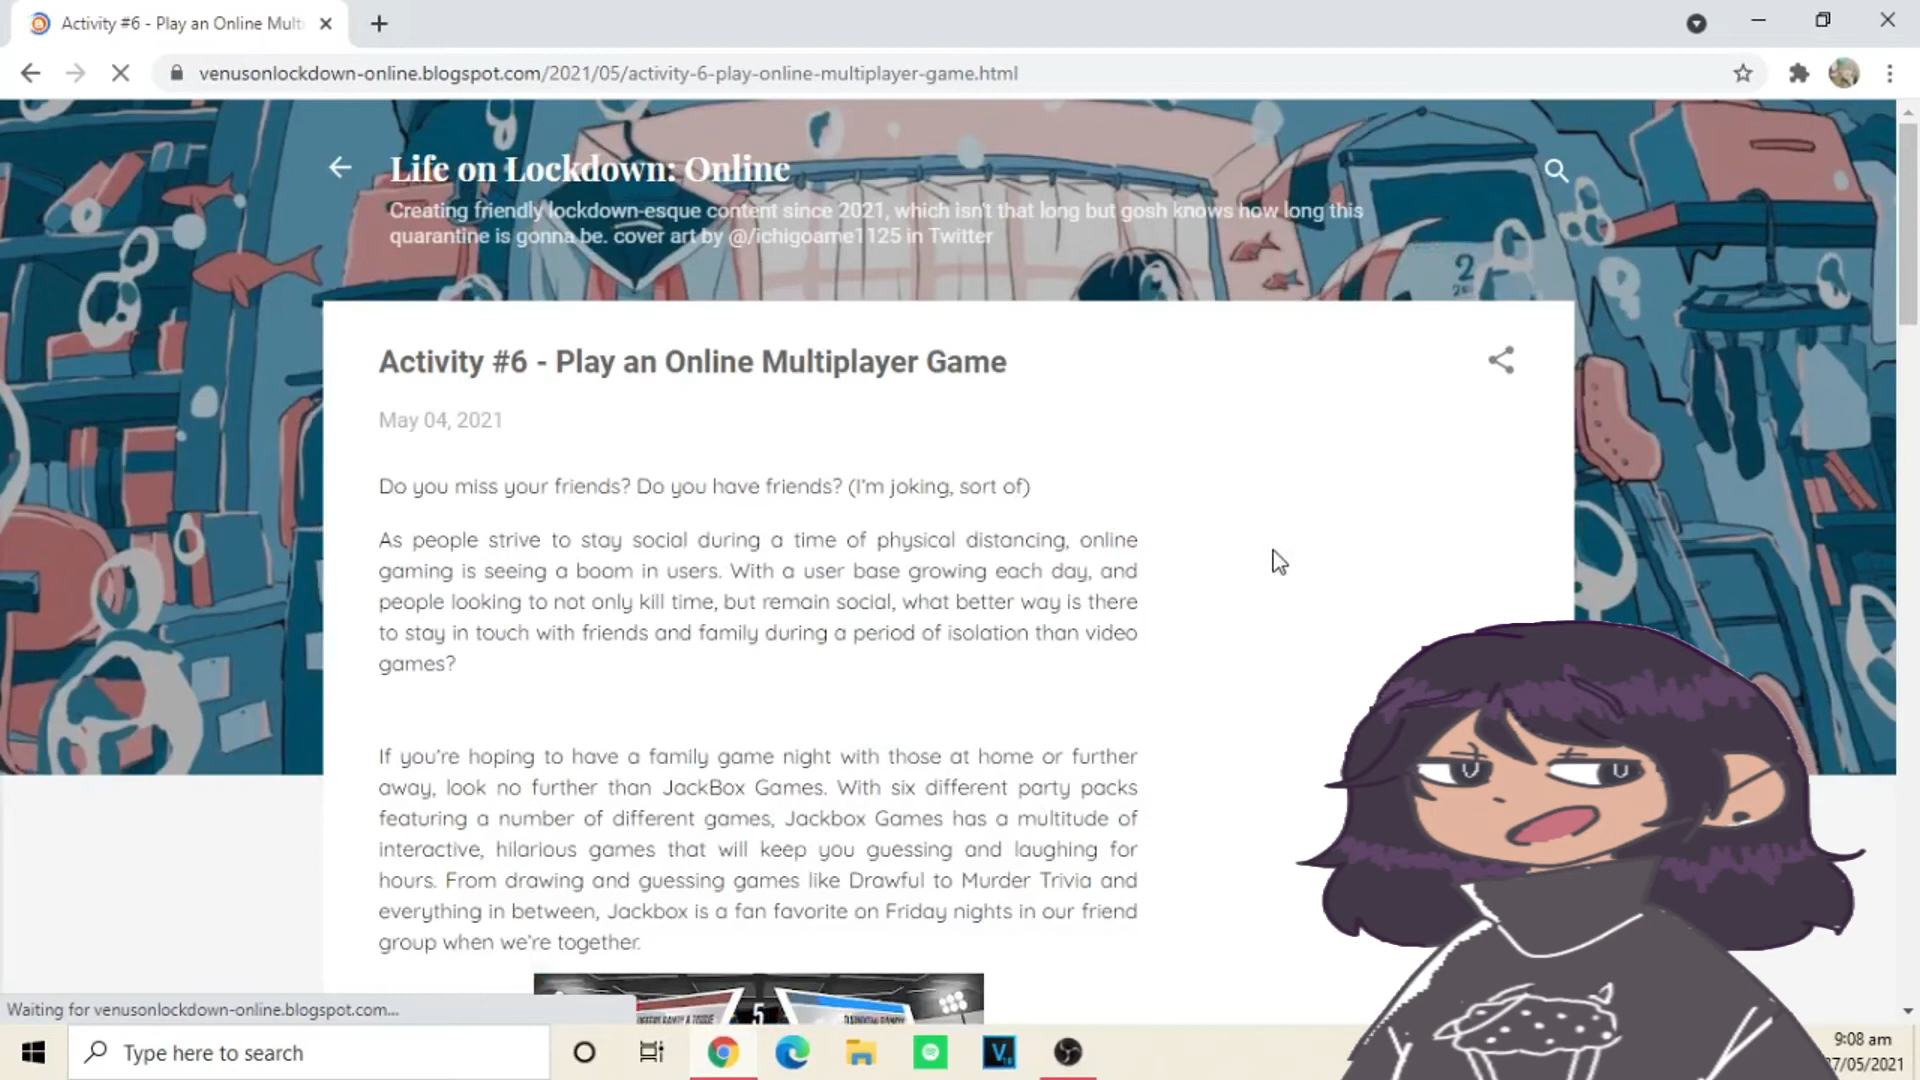 Activity #6 - Play an Online Mult
venusonlockdown-online.blogspot.com/2021/05/activity-6-play-online-multiplayer-game.html
Life on Lockdown: Online
Creating friendly lockdown-esque content since 2021, which isn't that long but gosh knows how long this
quarantine is gonna be. cover art by @/ichigoame1125 in Twitter
2
Activity #6 - Play an Online Multiplayer Game
May 04, 2021
Do you miss your friends? Do you have friends? (I'm joking, sort of)
As people strive to stay social during a time of physical distancing, online
gaming is seeing a boom in users. With a user base growing each day, and
people looking to not only kill time, but remain social, what better way is there
to stay in touch with friends and family during a period of isolation than video
games?
If you're hoping to have a family game night with those at home or further
away, look no further than JackBox Games. With six different party packs
featuring a number of different games, Jackbox Games has a multitude of
interactive, hilarious games that will keep you guessing and laughing for
hours. From drawing and guessing games like Drawful to Murder Trivia and
everything in between, Jackbox is a fan favorite on Friday nights in our friend
group when we're together.
5
Waiting for venusonlockdown-online.blogspot.com...
Type here to search
9:08 am
7/05/2021